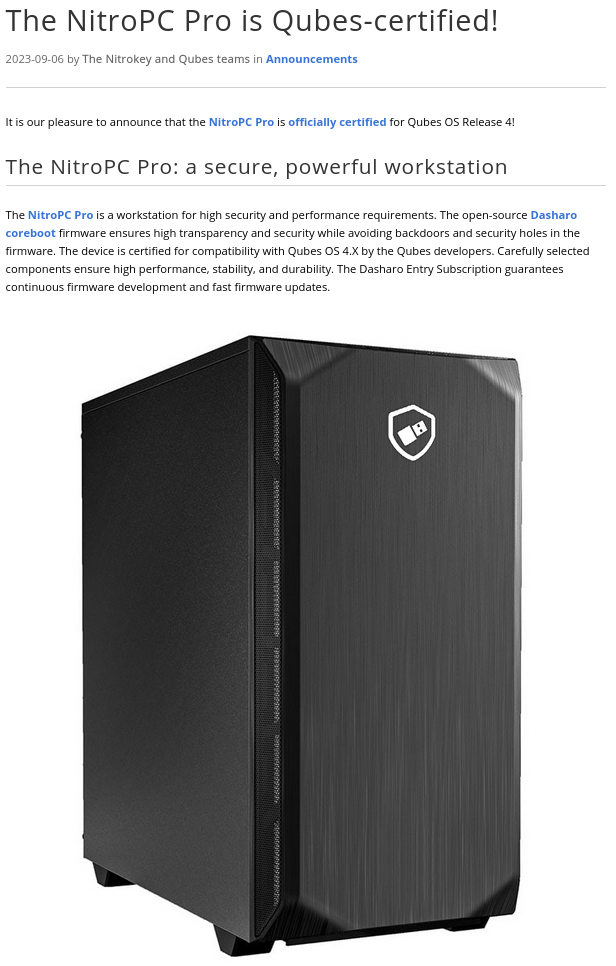 The NitroPC Pro is Qubes-certified!
2023-09-06 by The Nitrokey and Qubes teams in Announcements
It is our pleasure to announce that the NitroPC Pro is officially certified for Qubes OS Release 4!
The NitroPC Pro: a secure, powerful workstation
The NitroPC Pro is a workstation for high security and performance requirements. The open-source Dasharo
coreboot firmware ensures high transparency and security while avoiding backdoors and security holes in the
firmware. The device is certified for compatibility with Qubes OS 4.X by the Qubes developers. Carefully selected
components ensure high performance, stability, and durability. The Dasharo Entry Subscription guarantees
continuous firmware development and fast firmware updates.